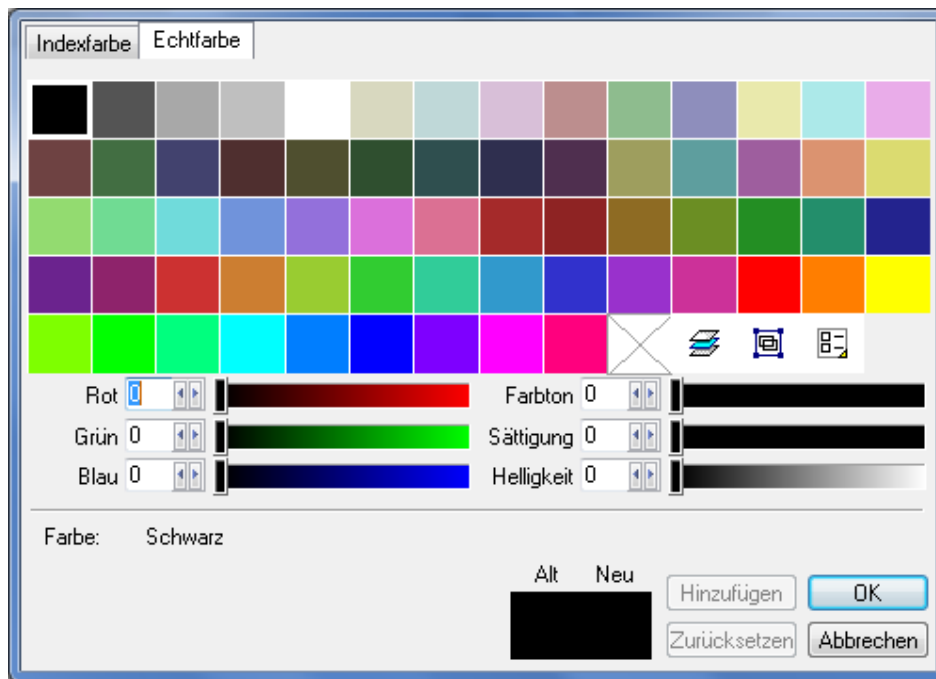 Indexfarbe Echtfarbe
Rot 0 Farbton 0
Grün 0 Sättigung 0
Blau 0 Helligkeit 0
Farbe: Schwarz
Alt Neu
Hinzufügen OK
Zurücksetzen Abbrechen